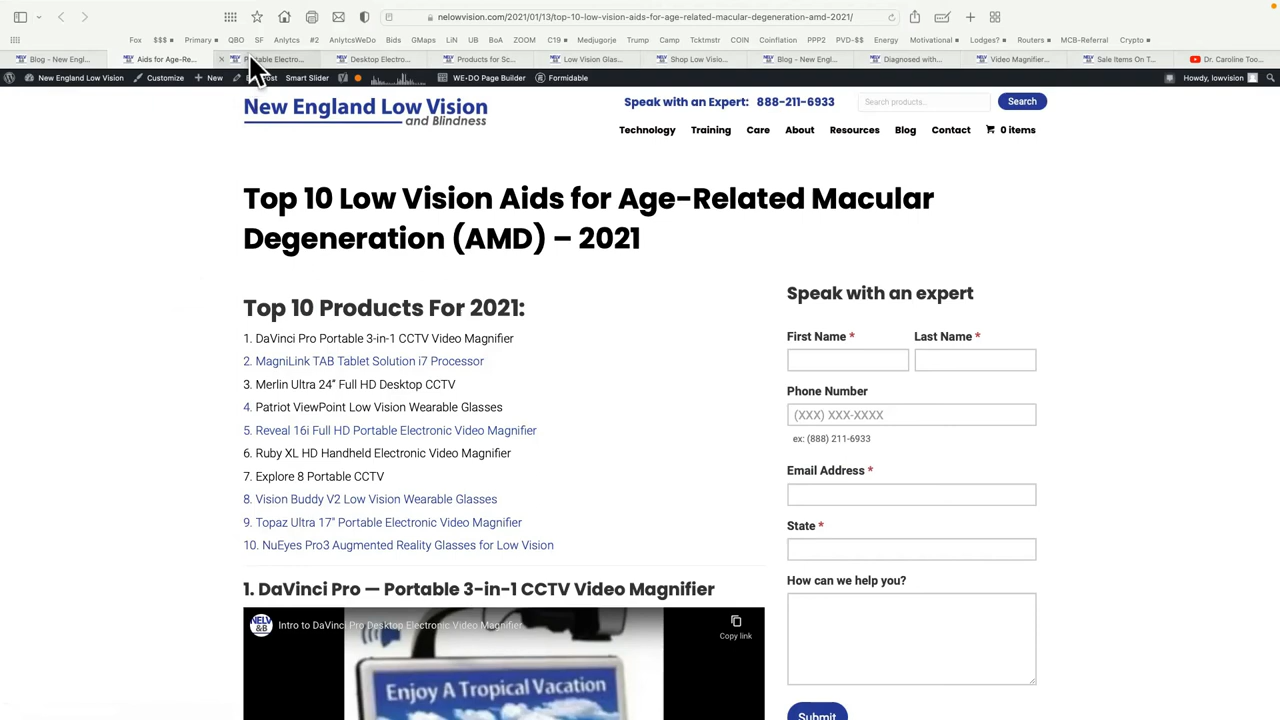 nelowvision.com/2021/01/13/top-10-low-vision-aids-for-age-related-macular-degeneration-amd-2021/
Fox $$$ Primary QBO SF Anlytcs #2 AnlytcsWeDo Bids GMaps LiN UB BoA ZOOM C19 Medjugorje Trump Camp Tcktmstr COIN Coinflation PPP2 PVD-$$ Energy Motivational Lodges? Routers MCB-Referral Crypto
Blog - New Engl... Aids for Age-Re... Electro... Desktop Electro... Products for Sc... Low Vision Glas... Shop Low Visio... Blog - New Engl... Diagnosed with... Video Magnifier... Sale Items On T... Dr. Caroline Too...
New England Low Vision Customize + New Smart Slider WE-DO Page Builder Formidable Howdy, lowvision
New England Low Vision
and Blindness
Speak with an Expert: 888-211-6933 Search products... Search
Technology Training Care About Resources Blog Contact 0 items
Top 10 Low Vision Aids for Age-Related Macular
Degeneration (AMD) – 2021
Top 10 Products For 2021:
1. DaVinci Pro Portable 3-in-1 CCTV Video Magnifier
2. MagniLink TAB Tablet Solution i7 Processor
3. Merlin Ultra 24” Full HD Desktop CCTV
4. Patriot ViewPoint Low Vision Wearable Glasses
5. Reveal 16i Full HD Portable Electronic Video Magnifier
6. Ruby XL HD Handheld Electronic Video Magnifier
7. Explore 8 Portable CCTV
8. Vision Buddy V2 Low Vision Wearable Glasses
9. Topaz Ultra 17" Portable Electronic Video Magnifier
10. NuEyes Pro3 Augmented Reality Glasses for Low Vision
1. DaVinci Pro — Portable 3-in-1 CCTV Video Magnifier
NELV
&B
Intro to DaVinci Pro Desktop Electronic Video Magnifier
Copy link
Enjoy A Tropical Vacation
Speak with an expert
First Name * Last Name *
Phone Number
(XXX) XXX-XXXX
ex: (888) 211-6933
Email Address *
State *
How can we help you?
Submit